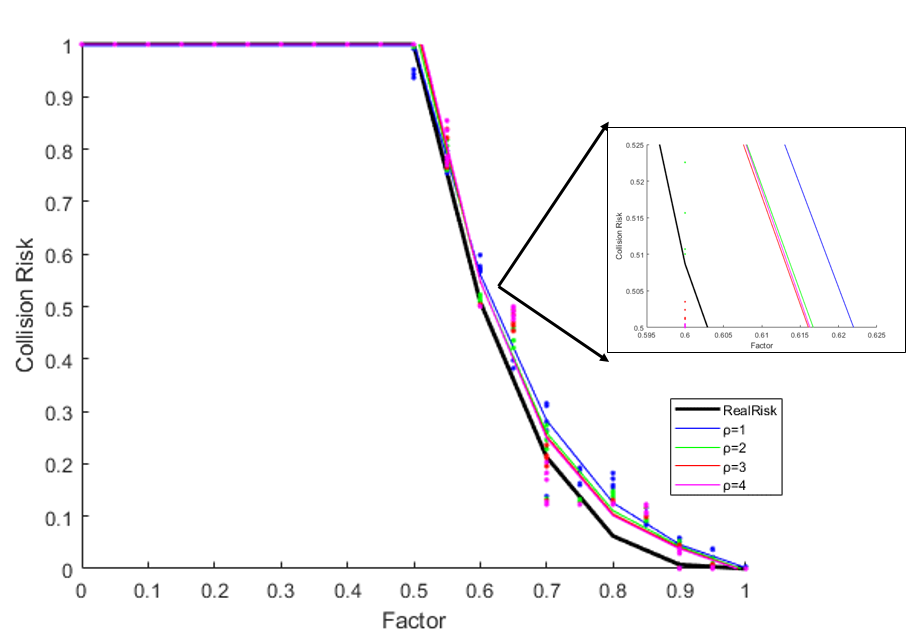 1
0.9
0.8
0.7
0.6
0.5
0.4
0.3
0.2
0.1
0
Collision Risk
0 0.1 0.2 0.3 0.4 0.5 0.6 0.7 0.8 0.9 1
Factor
0.525
0.52
0.515
0.51
0.505
0.5
Collision Risk
0.595 0.6 0.605 0.61 0.615 0.62 0.625
Factor
RealRisk
ρ=1
ρ=2
ρ=3
ρ=4